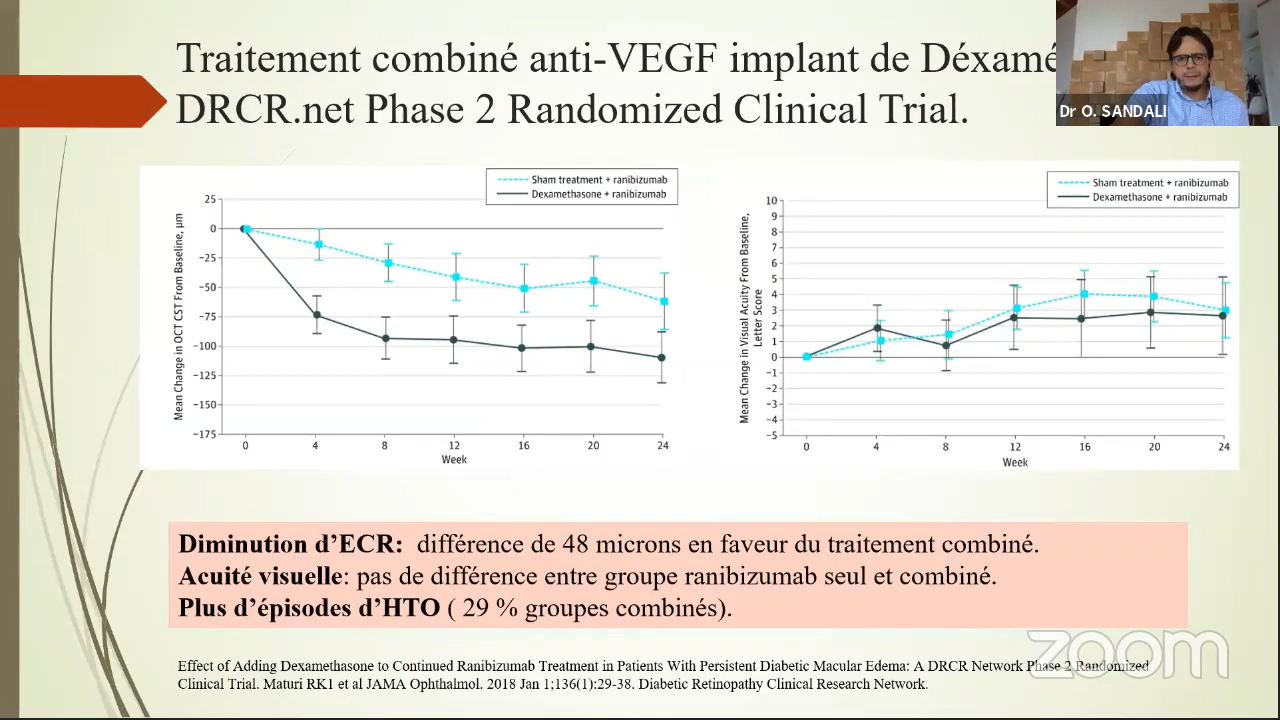 Traitement combiné anti-VEGF implant de Déxamé
DRCR.net Phase 2 Randomized Clinical Trial.
Dr O. SANDALI
Sham treatment + ranibizumab
Dexamethasone + ranibizumab
Mean Change in OCT CST From Baseline, µm
25
0
−25
−50
−75
−100
−125
−150
−175
0 4 8 12 16 20 24
Week
Sham treatment + ranibizumab
Dexamethasone + ranibizumab
Mean Change in Visual Acuity From Baseline,
Letter Score
10
9
8
7
6
5
4
3
2
1
0
−1
−2
−3
−4
−5
0 4 8 12 16 20 24
Week
Diminution d’ECR: différence de 48 microns en faveur du traitement combiné.
Acuité visuelle: pas de différence entre groupe ranibizumab seul et combiné.
Plus d’épisodes d’HTO ( 29 % groupes combinés).
zoom
Effect of Adding Dexamethasone to Continued Ranibizumab Treatment in Patients With Persistent Diabetic Macular Edema: A DRCR Network Phase 2 Randomized
Clinical Trial. Maturi RK1 et al JAMA Ophthalmol. 2018 Jan 1;136(1):29-38. Diabetic Retinopathy Clinical Research Network.